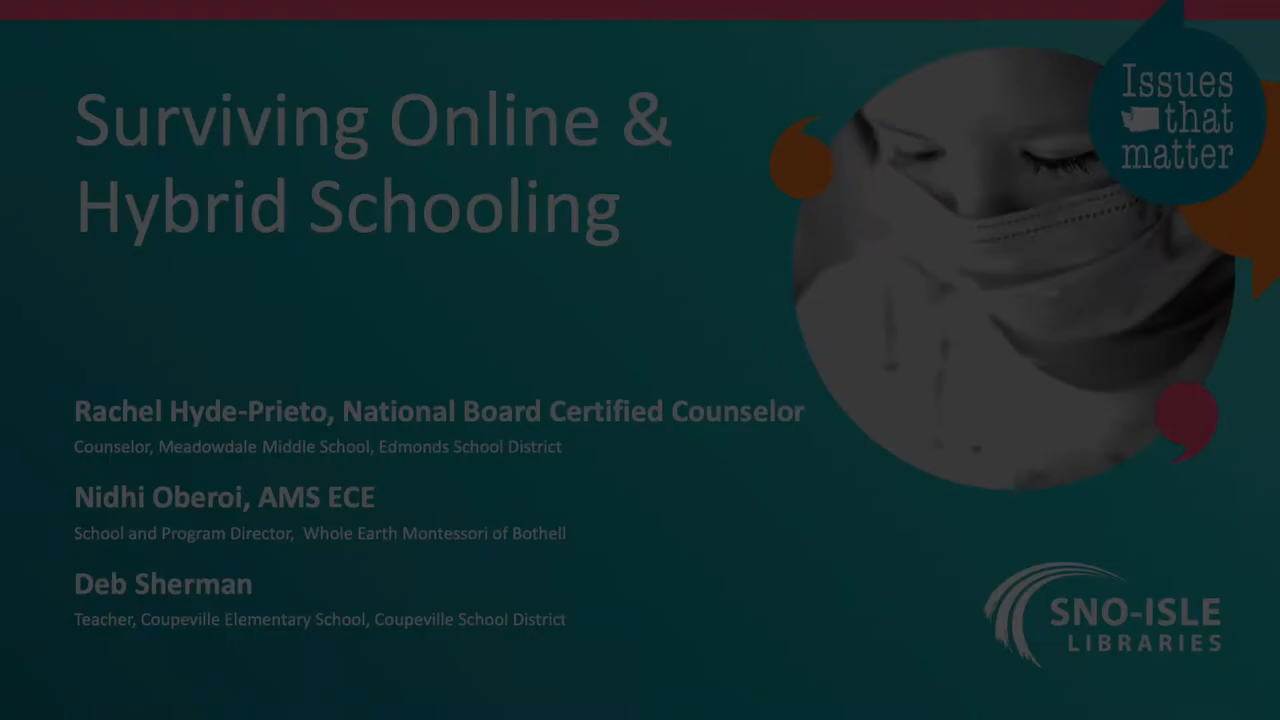 Surviving Online &
Hybrid Schooling
Issues
that
matter
Rachel Hyde-Prieto, National Board Certified Counselor
Counselor, Meadowdale Middle School, Edmonds School District
Nidhi Oberoi, AMS ECE
School and Program Director,  Whole Earth Montessori of Bothell
Deb Sherman
Teacher, Coupeville Elementary School, Coupeville School District
SNO-ISLE
LIBRARIES